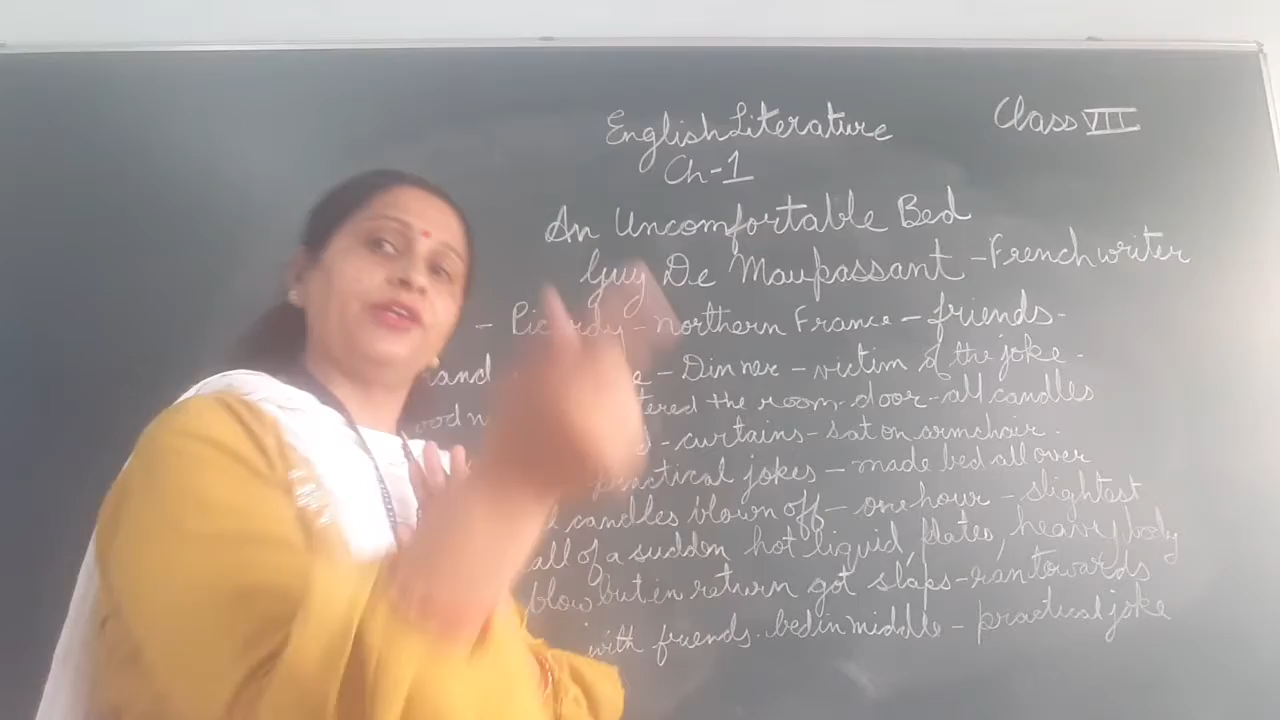 English Literature
Class VII
Ch-1
An Uncomfortable Bed
Guy De Maupassant - French writer
- Picardy - northern France - friends -
and - Dinner - victim of the joke -
the room - door - all candles
- curtains - sat on armchair .
practical jokes - made bed all over
candles blown off - one hour - slightest
all of a sudden hot liquid, plates, heavy body
blow but in return got slaps - ran towards
with friends. bed in middle - practical joke